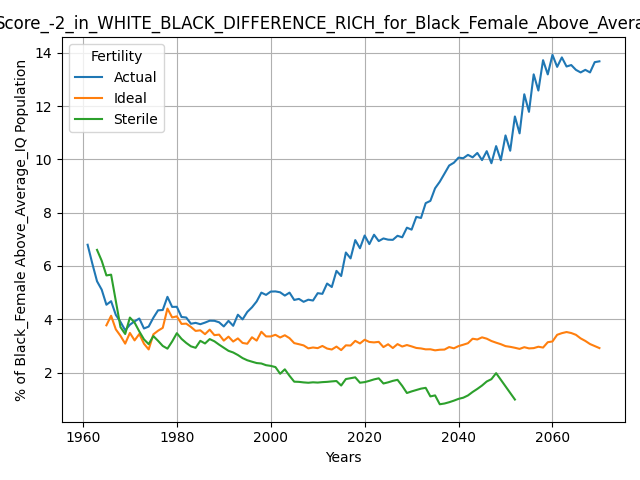 Score_-2_in_WHITE_BLACK_DIFFERENCE_RICH_for_Black_Female_Above_Avera
% of Black_Female Above_Average_IQ Population
14
12
10
8
6
4
2
Fertility
Actual
Ideal
Sterile
1960 1980 2000 2020 2040 2060
Years